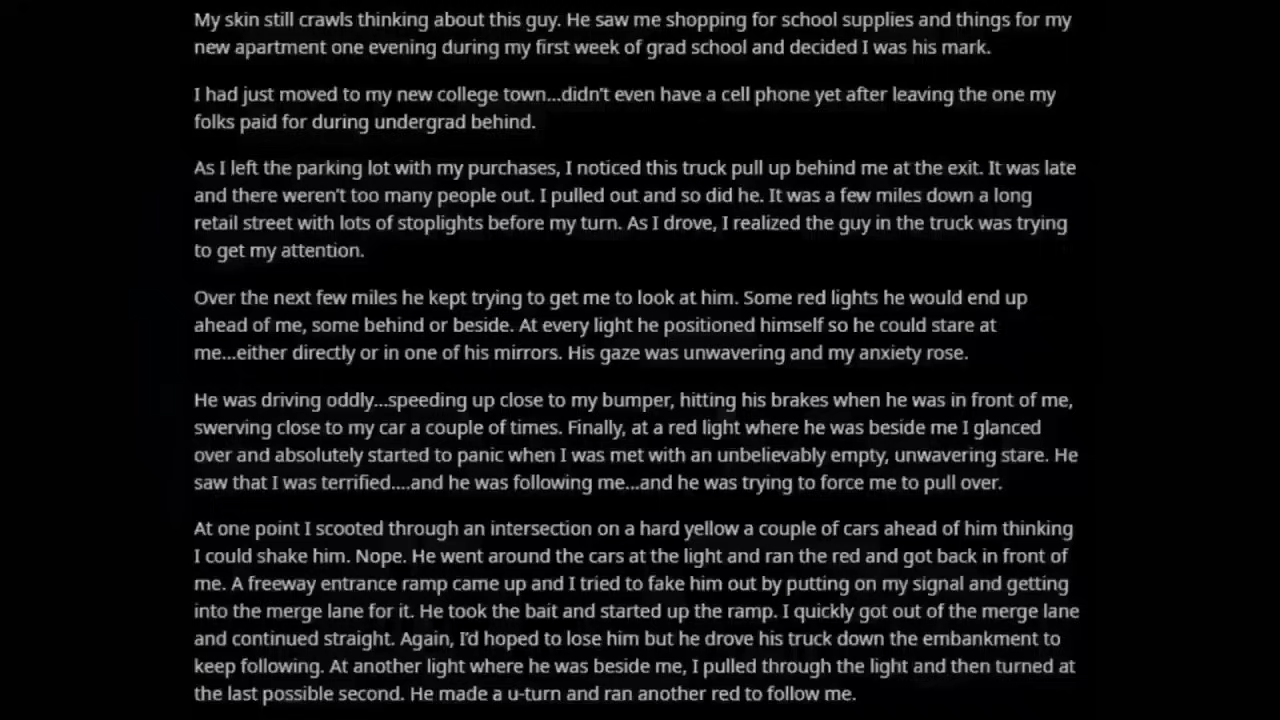 My skin still crawls thinking about this guy. He saw me shopping for school supplies and things for my
new apartment one evening during my first week of grad school and decided I was his mark.
I had just moved to my new college town...didn't even have a cell phone yet after leaving the one my
folks paid for during undergrad behind.
As I left the parking lot with my purchases, I noticed this truck pull up behind me at the exit. It was late
and there weren't too many people out. I pulled out and so did he. It was a few miles down a long
retail street with lots of stoplights before my turn. As I drove, I realized the guy in the truck was trying
to get my attention.
Over the next few miles he kept trying to get me to look at him. Some red lights he would end up
ahead of me, some behind or beside. At every light he positioned himself so he could stare at
me...either directly or in one of his mirrors. His gaze was unwavering and my anxiety rose.
He was driving oddly...speeding up close to my bumper, hitting his brakes when he was in front of me,
swerving close to my car a couple of times. Finally, at a red light where he was beside me I glanced
over and absolutely started to panic when I was met with an unbelievably empty, unwavering stare. He
saw that I was terrified....and he was following me...and he was trying to force me to pull over.
At one point I scooted through an intersection on a hard yellow a couple of cars ahead of him thinking
I could shake him. Nope. He went around the cars at the light and ran the red and got back in front of
me. A freeway entrance ramp came up and I tried to fake him out by putting on my signal and getting
into the merge lane for it. He took the bait and started up the ramp. I quickly got out of the merge lane
and continued straight. Again, I'd hoped to lose him but he drove his truck down the embankment to
keep following. At another light where he was beside me, I pulled through the light and then turned at
the last possible second. He made a u-turn and ran another red to follow me.